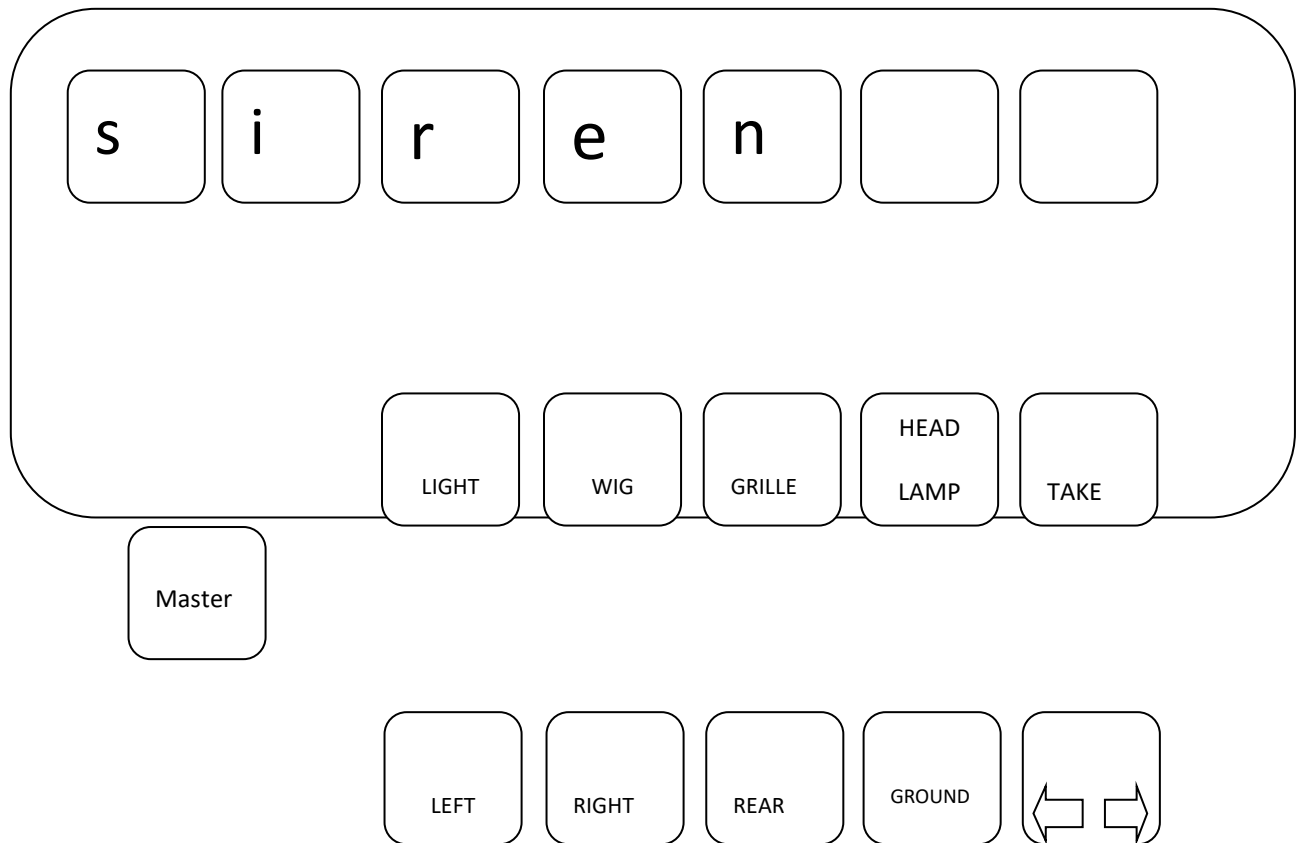 s i r e n
HEAD
LIGHT WIG GRILLE LAMP TAKE
Master
LEFT RIGHT REAR GROUND